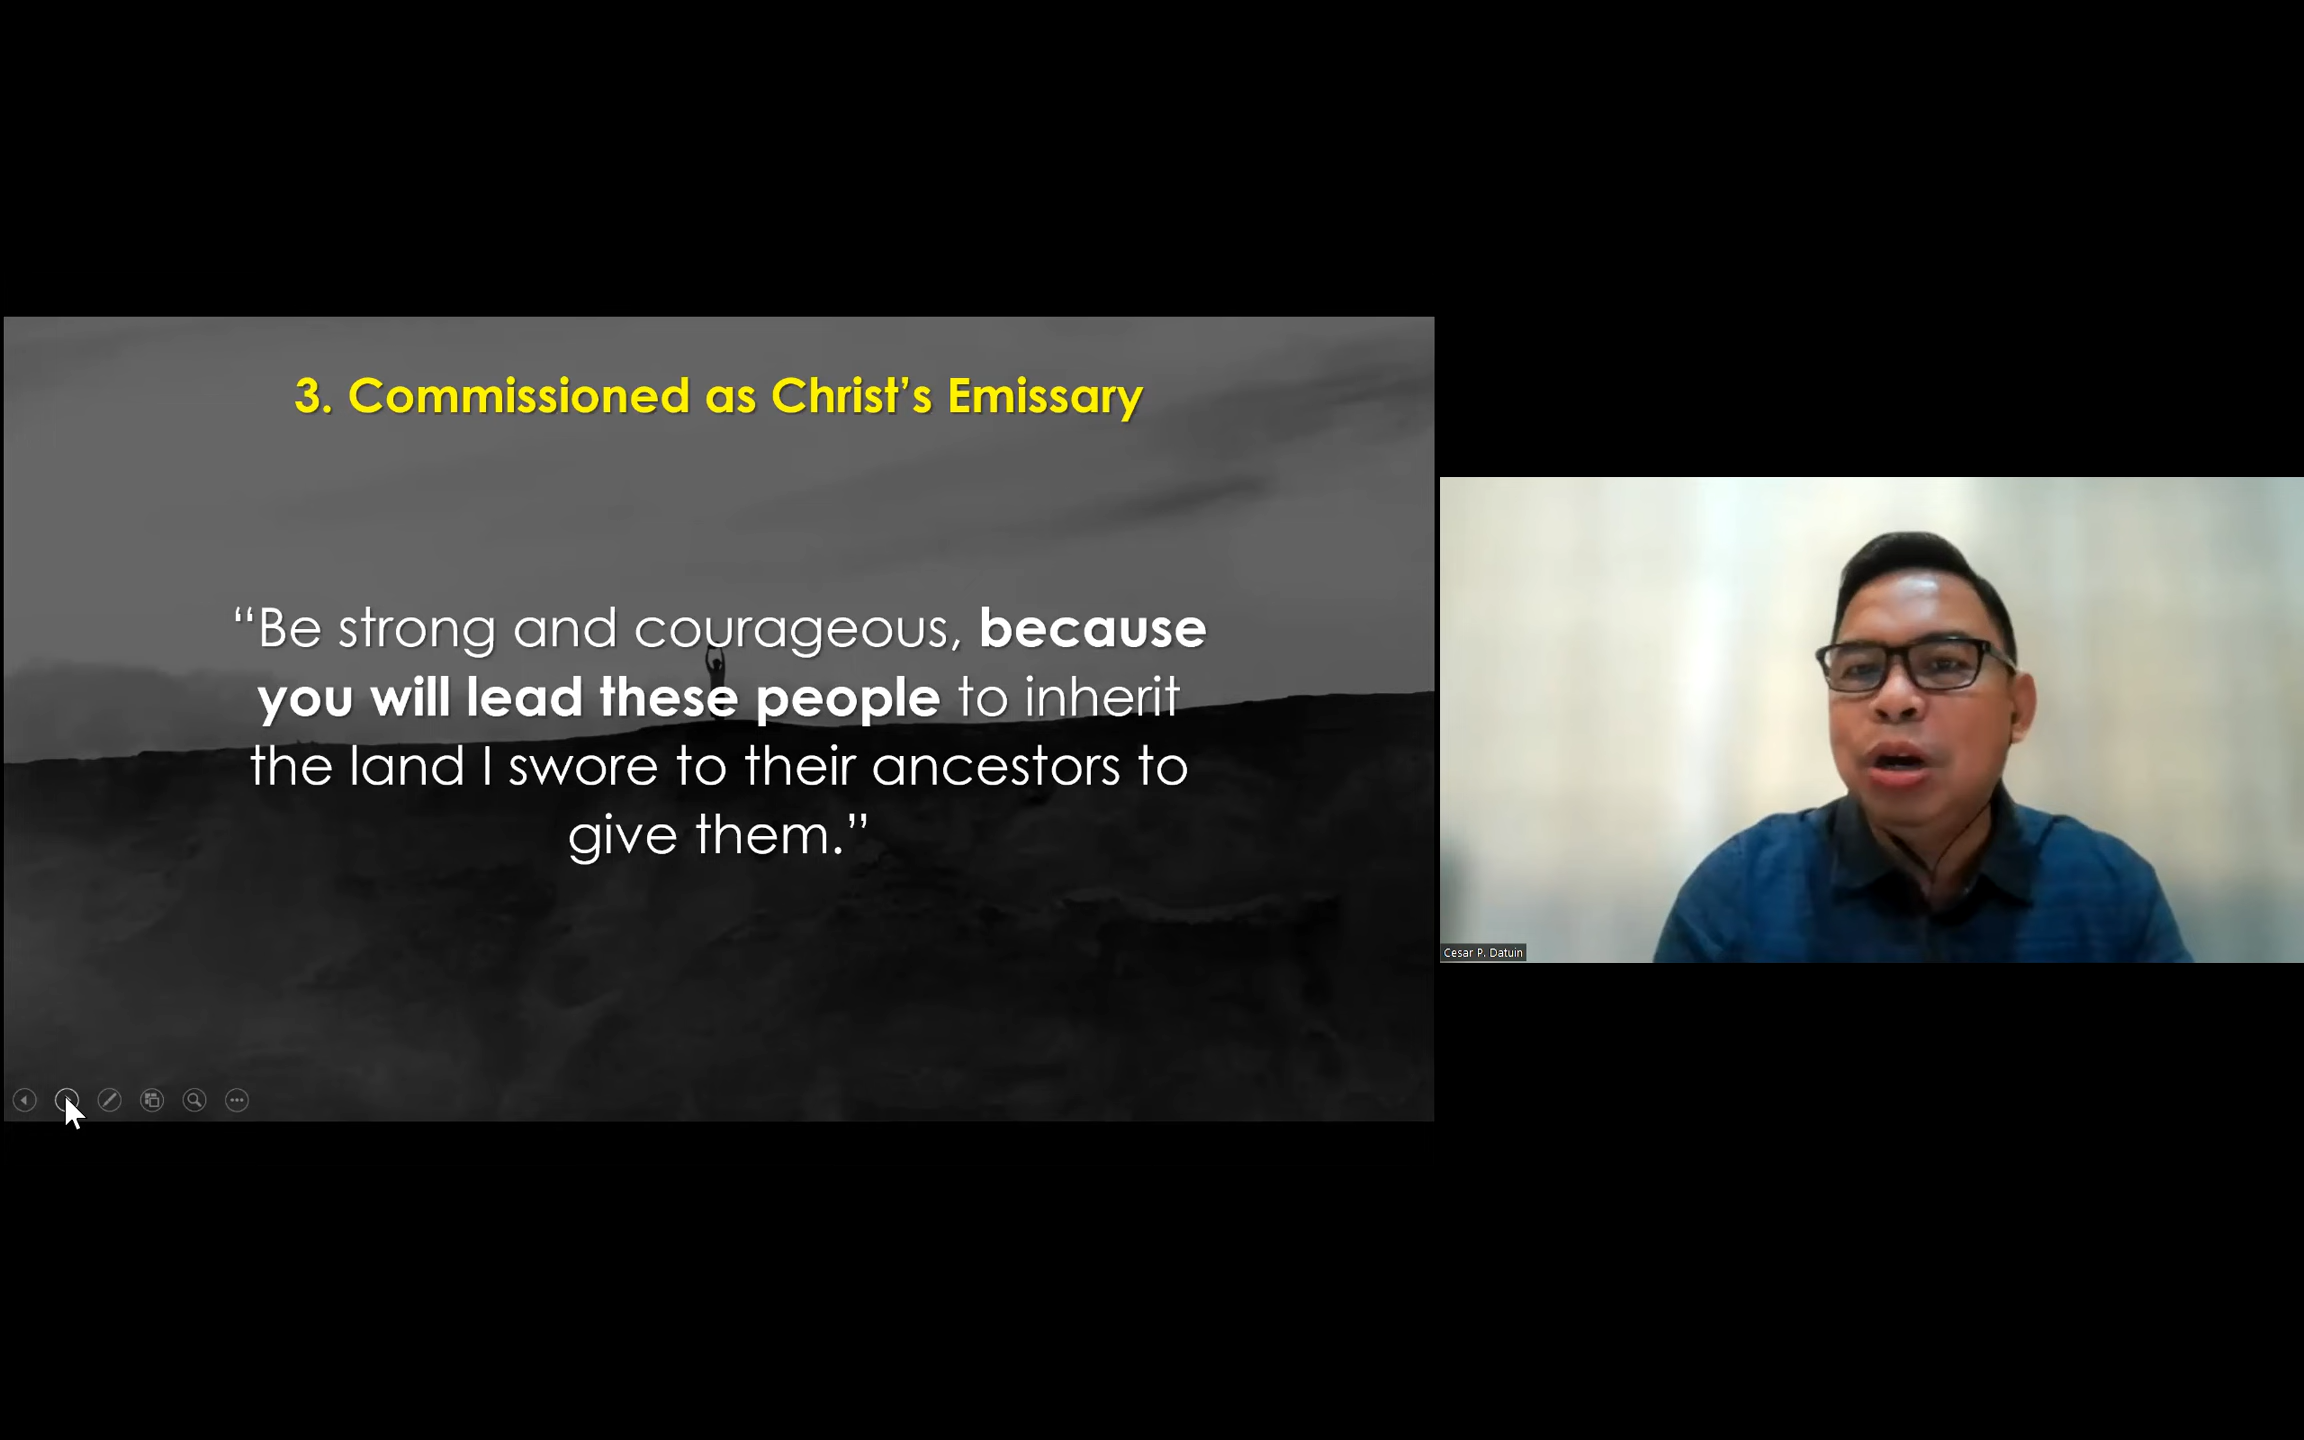 3. Commissioned as Christ’s Emissary
“Be strong and courageous, because
you will lead these people to inherit
the land I swore to their ancestors to
give them.”
Cesar P. Datuin